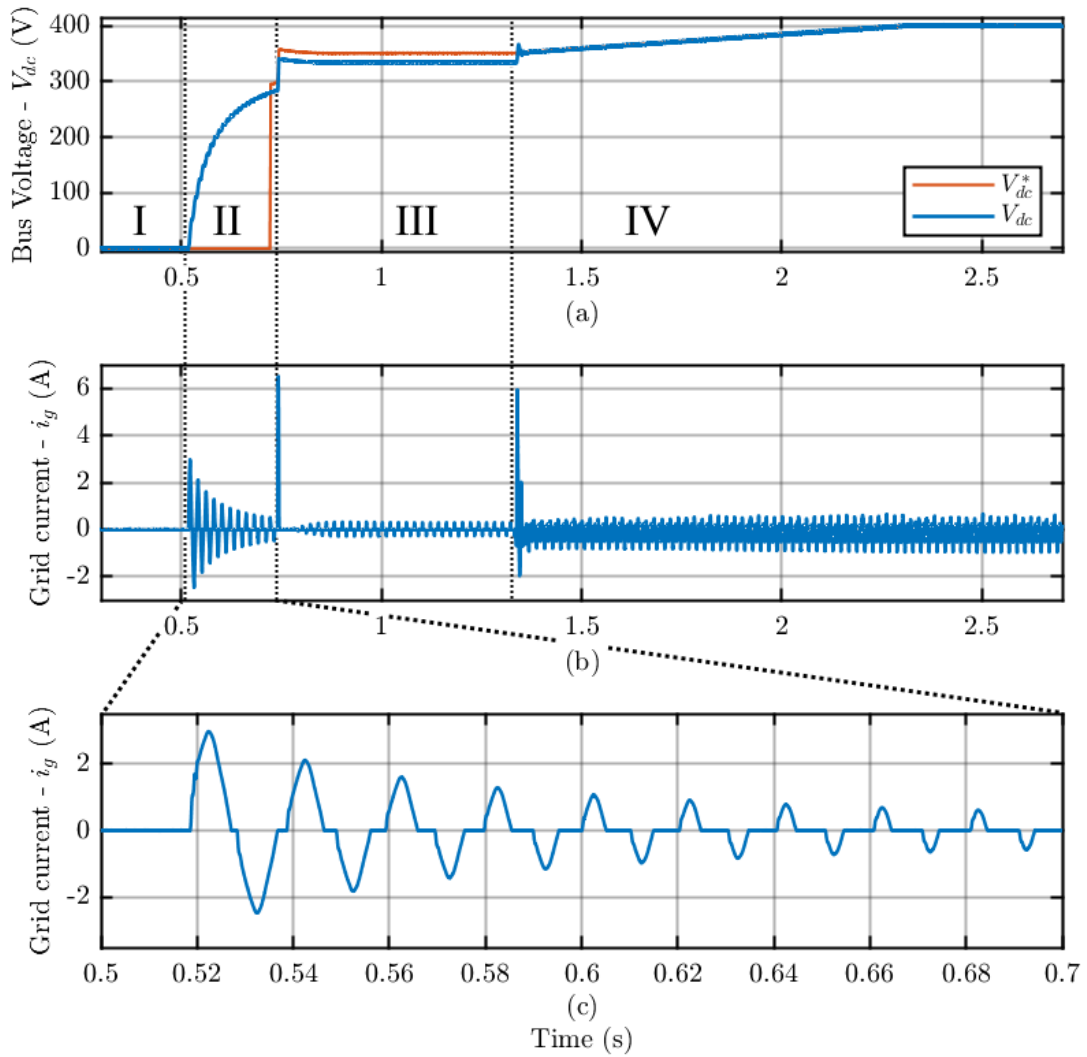 Bus Voltage - V_dc (V)
400
300
200
100
0
I II III IV
V*_dc
V_dc
0.5 1 1.5 2 2.5
(a)
Grid current - i_g (A)
6
4
2
0
-2
0.5 1 1.5 2 2.5
(b)
Grid current - i_g (A)
2
0
-2
0.5 0.52 0.54 0.56 0.58 0.6 0.62 0.64 0.66 0.68 0.7
(c)
Time (s)